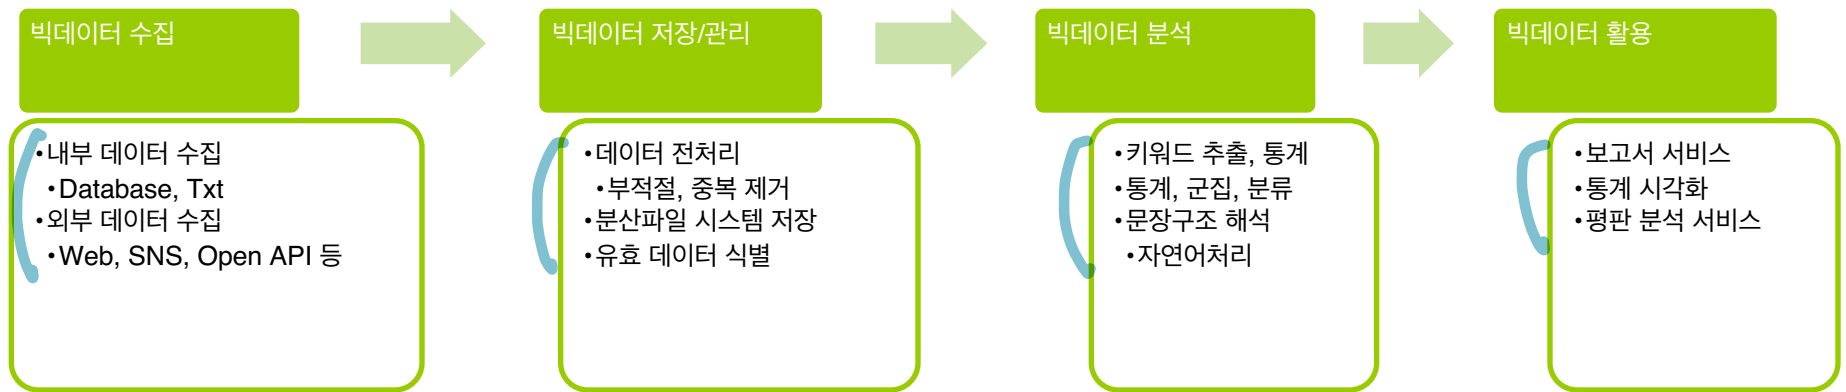 빅데이터 수집
•내부 데이터 수집
•Database, Txt
•외부 데이터 수집
•Web, SNS, Open API 등
빅데이터 저장/관리
•데이터 전처리
•부적절, 중복 제거
•분산파일 시스템 저장
•유효 데이터 식별
빅데이터 분석
•키워드 추출, 통계
•통계, 군집, 분류
•문장구조 해석
•자연어처리
빅데이터 활용
•보고서 서비스
•통계 시각화
•평판 분석 서비스